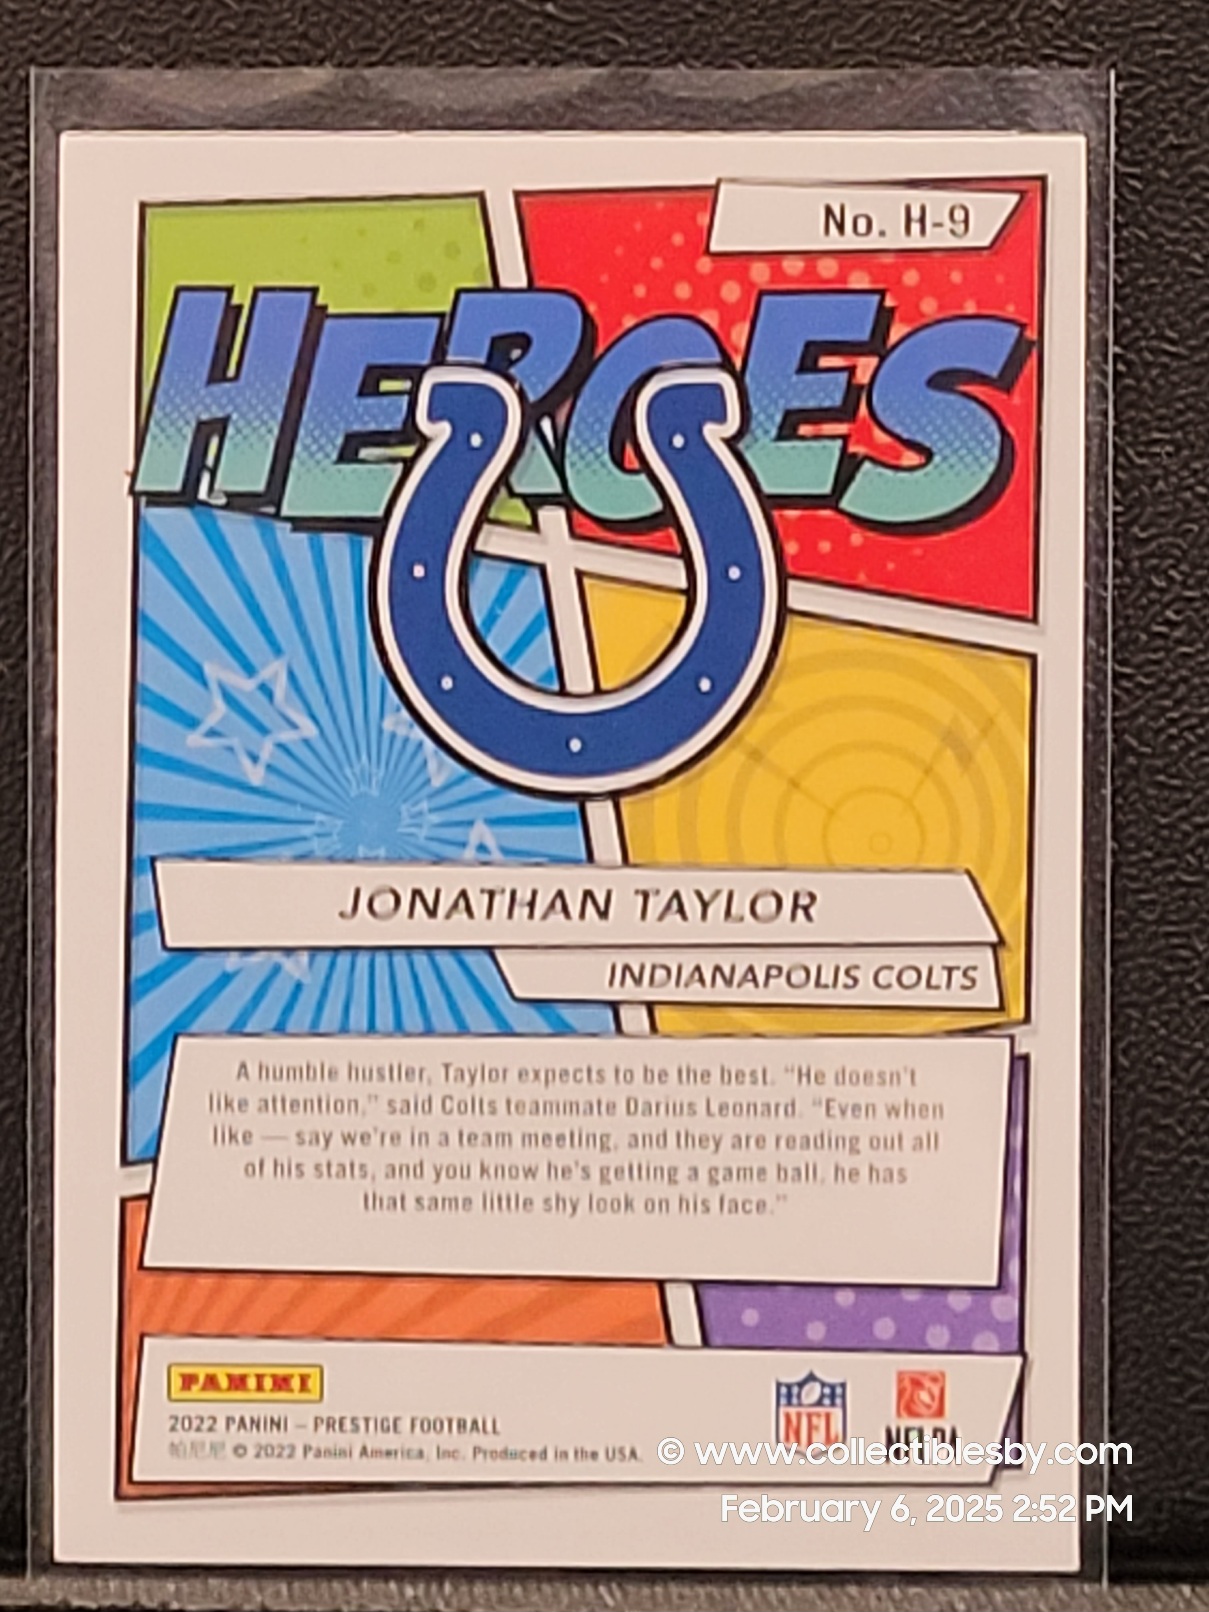 No. H-9
HEROES
JONATHAN TAYLOR
INDIANAPOLIS COLTS
A humble hustler, Taylor expects to be the best. "He doesn't
like attention," said Colts teammate Darius Leonard. "Even when
like — say we're in a team meeting, and they are reading out all
of his stats, and you know he's getting a game ball, he has
that same little shy look on his face."
PANINI
NFL
NFLPA
2022 PANINI – PRESTIGE FOOTBALL
帕尼尼 © 2022 Panini America, Inc. Produced in the USA.
© www.collectiblesby.com
February 6, 2025 2:52 PM